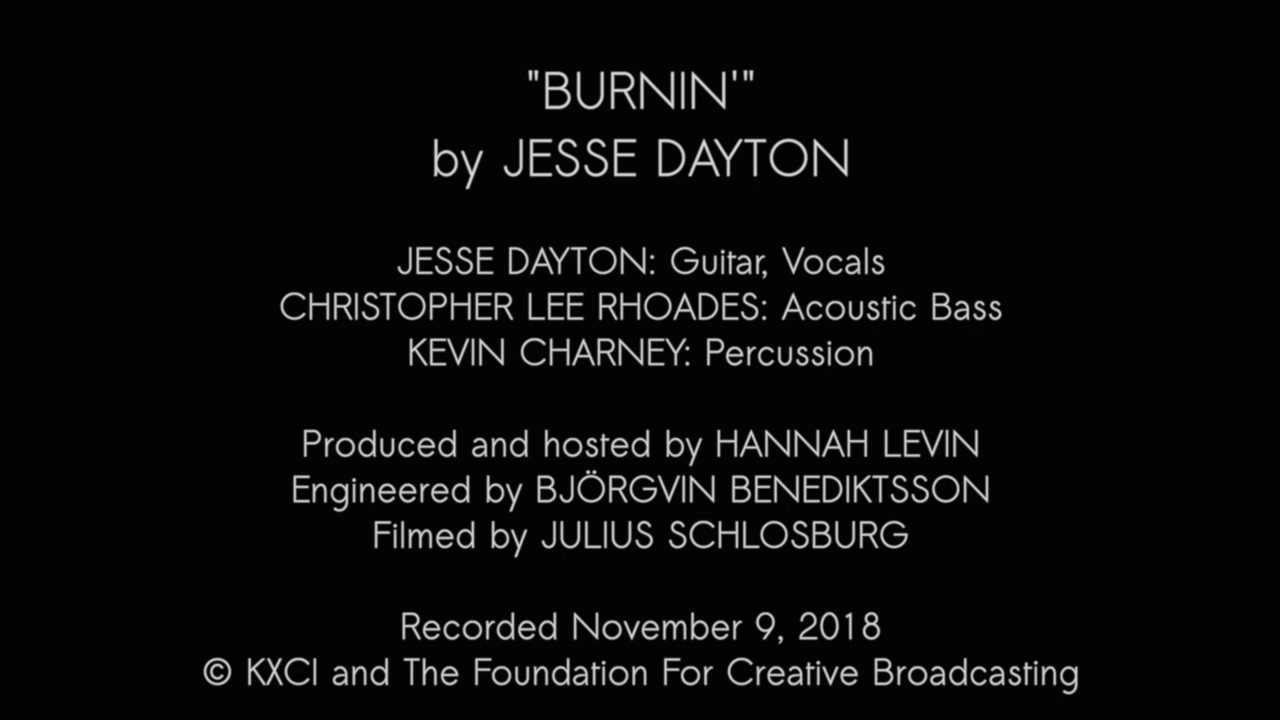 "BURNIN'"
by JESSE DAYTON
JESSE DAYTON: Guitar, Vocals
CHRISTOPHER LEE RHOADES: Acoustic Bass
KEVIN CHARNEY: Percussion
Produced and hosted by HANNAH LEVIN
Engineered by BJÖRGVIN BENEDIKTSSON
Filmed by JULIUS SCHLOSBURG
Recorded November 9, 2018
© KXCI and The Foundation For Creative Broadcasting